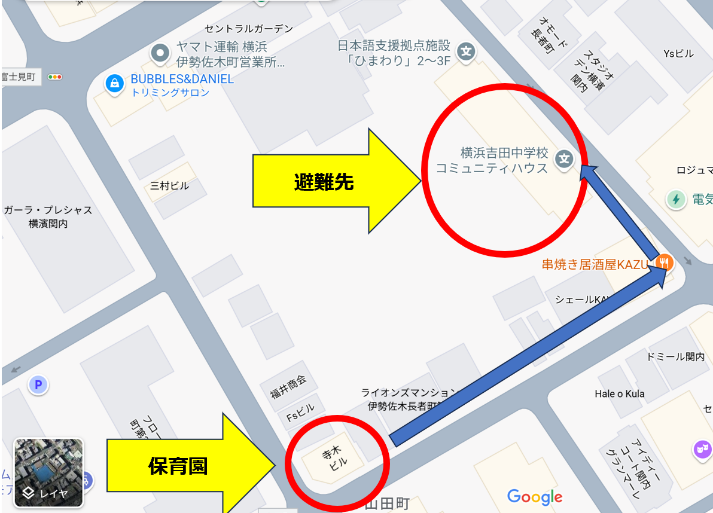 セントラルガーデン
ヤマト運輸 横浜
伊勢佐木町営業所...
日本語支援拠点施設
「ひまわり」2〜3F
オモード
長者町
スタジオ
テン横濱
関内
Ysビル
富士見町
BUBBLES&DANIEL
トリミングサロン
横浜吉田中学校
コミュニティハウス
避難先
三村ビル
ロジュマ
電気
ガーラ・プレシャス
横濱関内
串焼き居酒屋KAZU
シェールKA
ドミール関内
P
福井商会
Fsビル
ライオンズマンション
伊勢佐木長者町
Hale o Kula
フロー
保育園
寺木
ビル
アイディー
コート関内
グランマーレ
レイヤ
Google
山田町